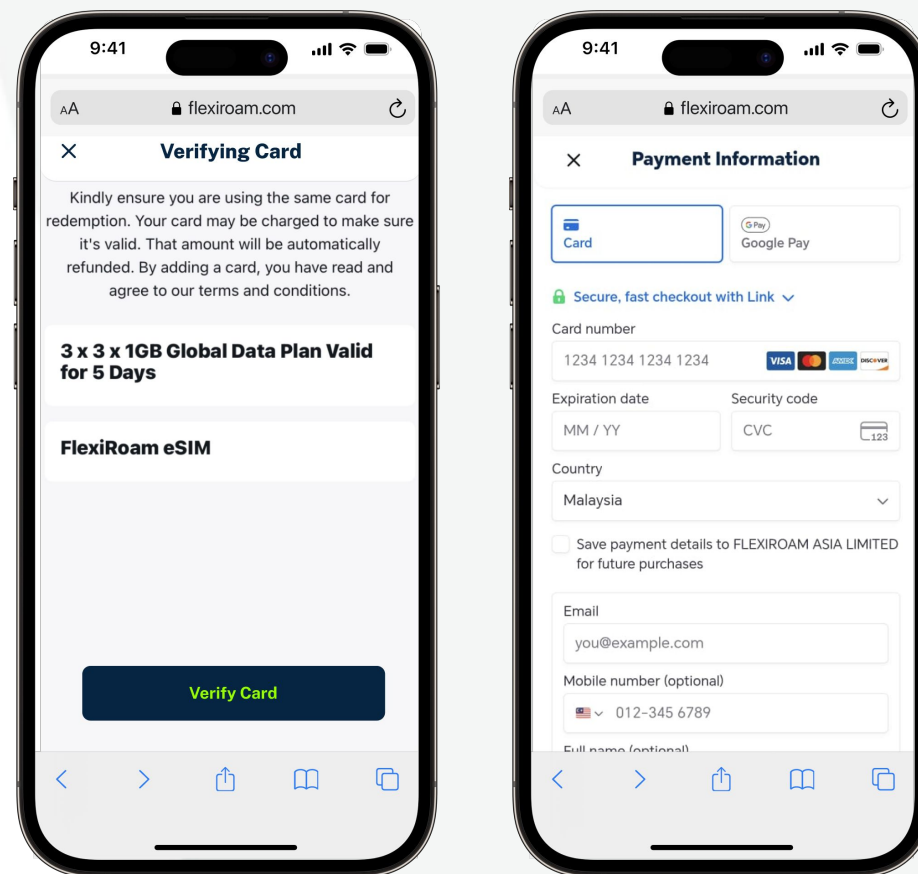 9:41
AA flexiroam.com
Verifying Card
Kindly ensure you are using the same card for
redemption. Your card may be charged to make sure
it's valid. That amount will be automatically
refunded. By adding a card, you have read and
agree to our terms and conditions.
3 x 3 x 1GB Global Data Plan Valid
for 5 Days
FlexiRoam eSIM
Verify Card
9:41
AA flexiroam.com
Payment Information
Card
G Pay
Google Pay
Secure, fast checkout with Link
Card number
1234 1234 1234 1234 VISA AMEX DISCOVER
Expiration date Security code
MM / YY CVC 123
Country
Malaysia
Save payment details to FLEXIROAM ASIA LIMITED
for future purchases
Email
you@example.com
Mobile number (optional)
012-345 6789
Full name (optional)